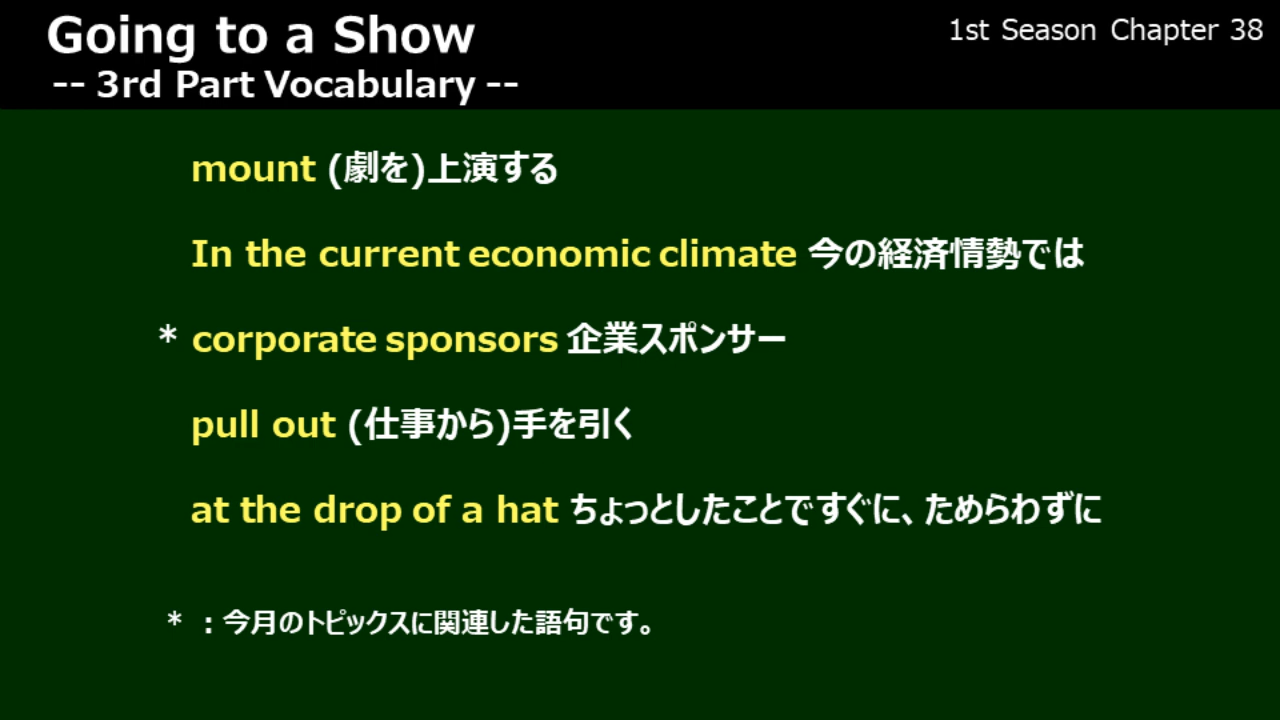 Going to a Show
1st Season Chapter 38
-- 3rd Part Vocabulary --
mount (劇を)上演する
In the current economic climate 今の経済情勢では
* corporate sponsors 企業スポンサー
pull out (仕事から)手を引く
at the drop of a hat ちょっとしたことですぐに、ためらわずに
* ：今月のトピックスに関連した語句です。